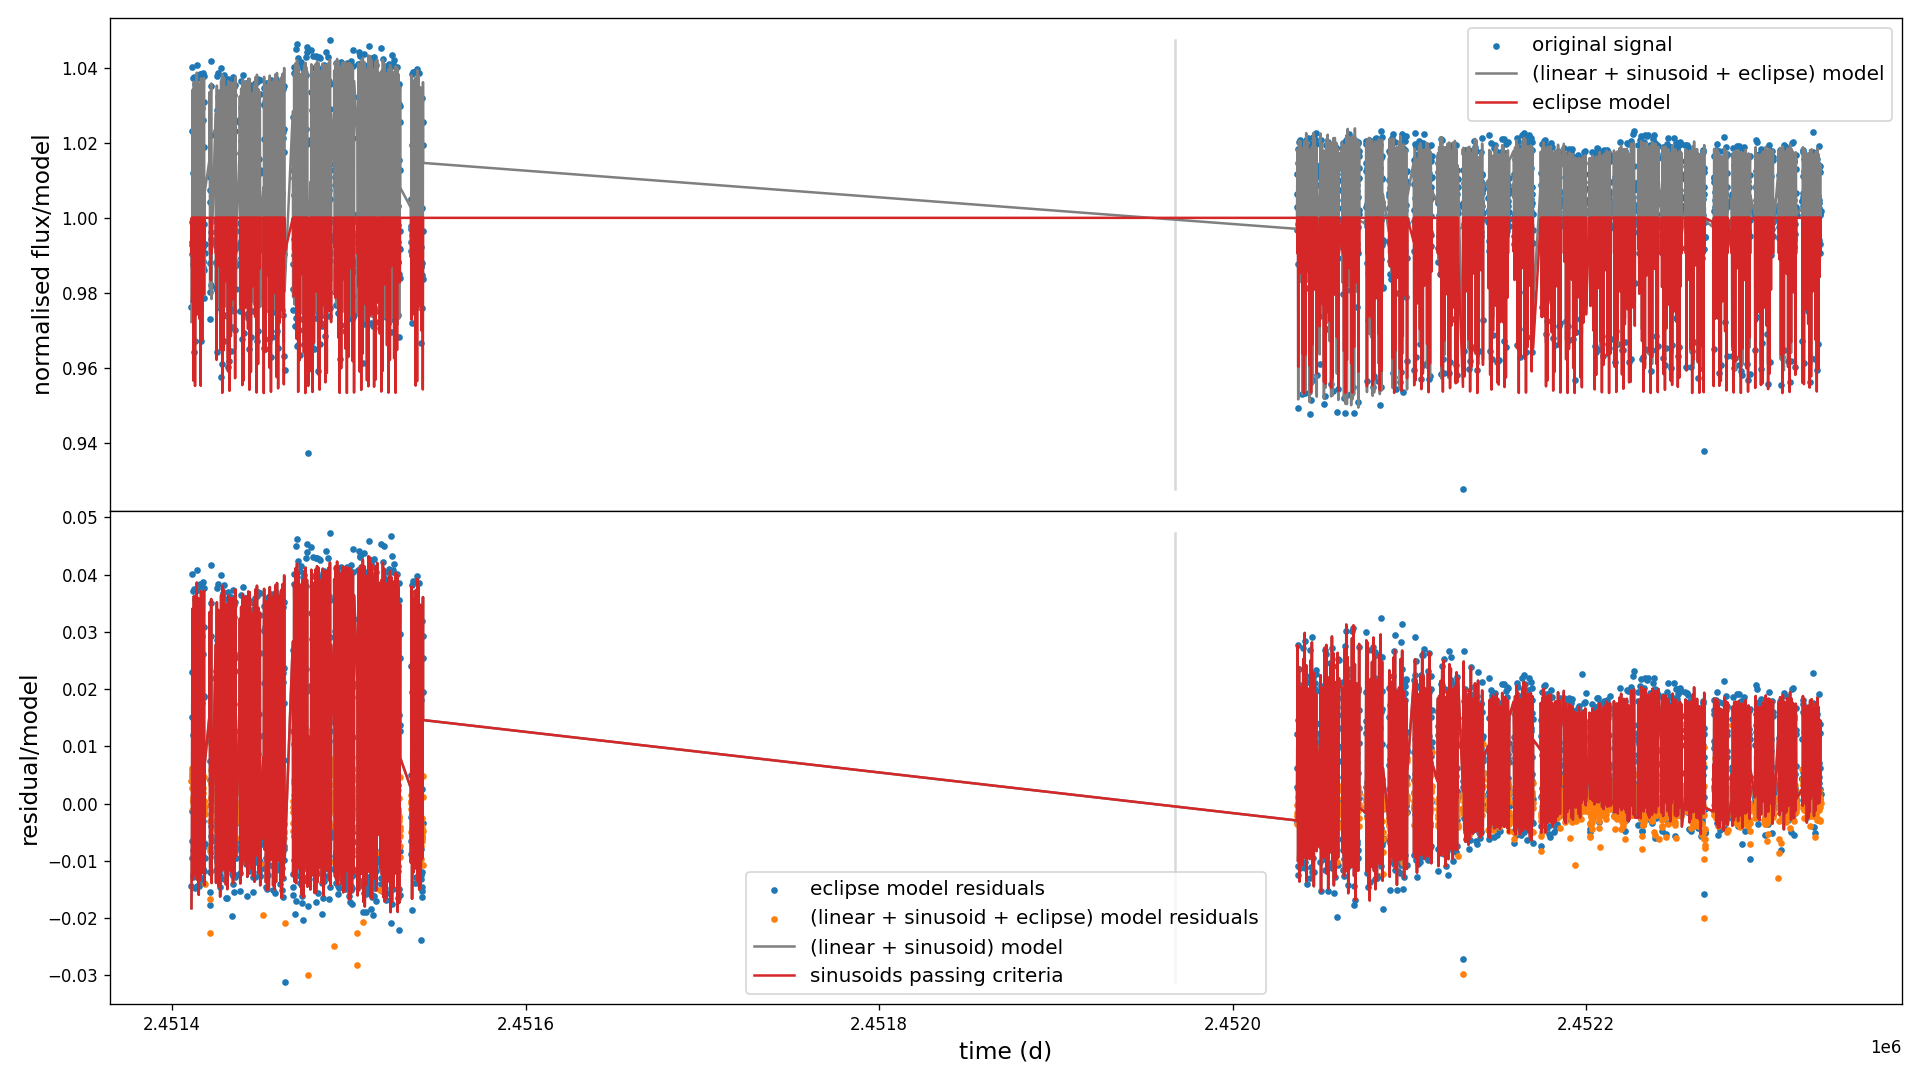 original signal
(linear + sinusoid + eclipse) model
eclipse model
normalised flux/model
1.04
1.02
1.00
0.98
0.96
0.94
0.05
0.04
0.03
0.02
0.01
0.00
−0.01
−0.02
−0.03
residual/model
eclipse model residuals
(linear + sinusoid + eclipse) model residuals
(linear + sinusoid) model
sinusoids passing criteria
2.4514
2.4516
2.4518
2.4520
2.4522
1e6
time (d)